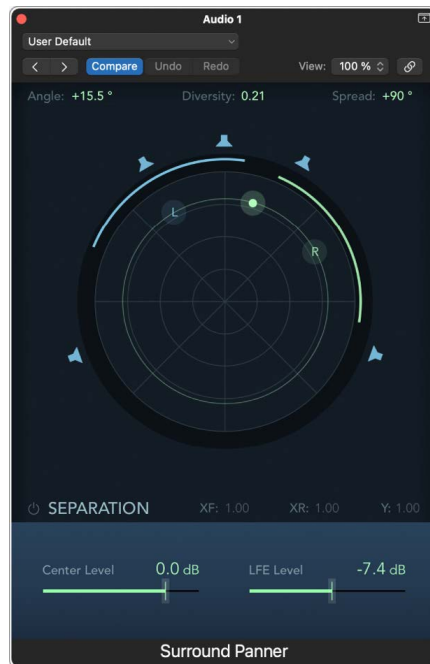 Audio 1
User Default
Compare Undo Redo View: 100 %
Angle: +15.5 ° Diversity: 0.21 Spread: +90 °
L
R
SEPARATION XF: 1.00 XR: 1.00 Y: 1.00
Center Level 0.0 dB LFE Level -7.4 dB
Surround Panner